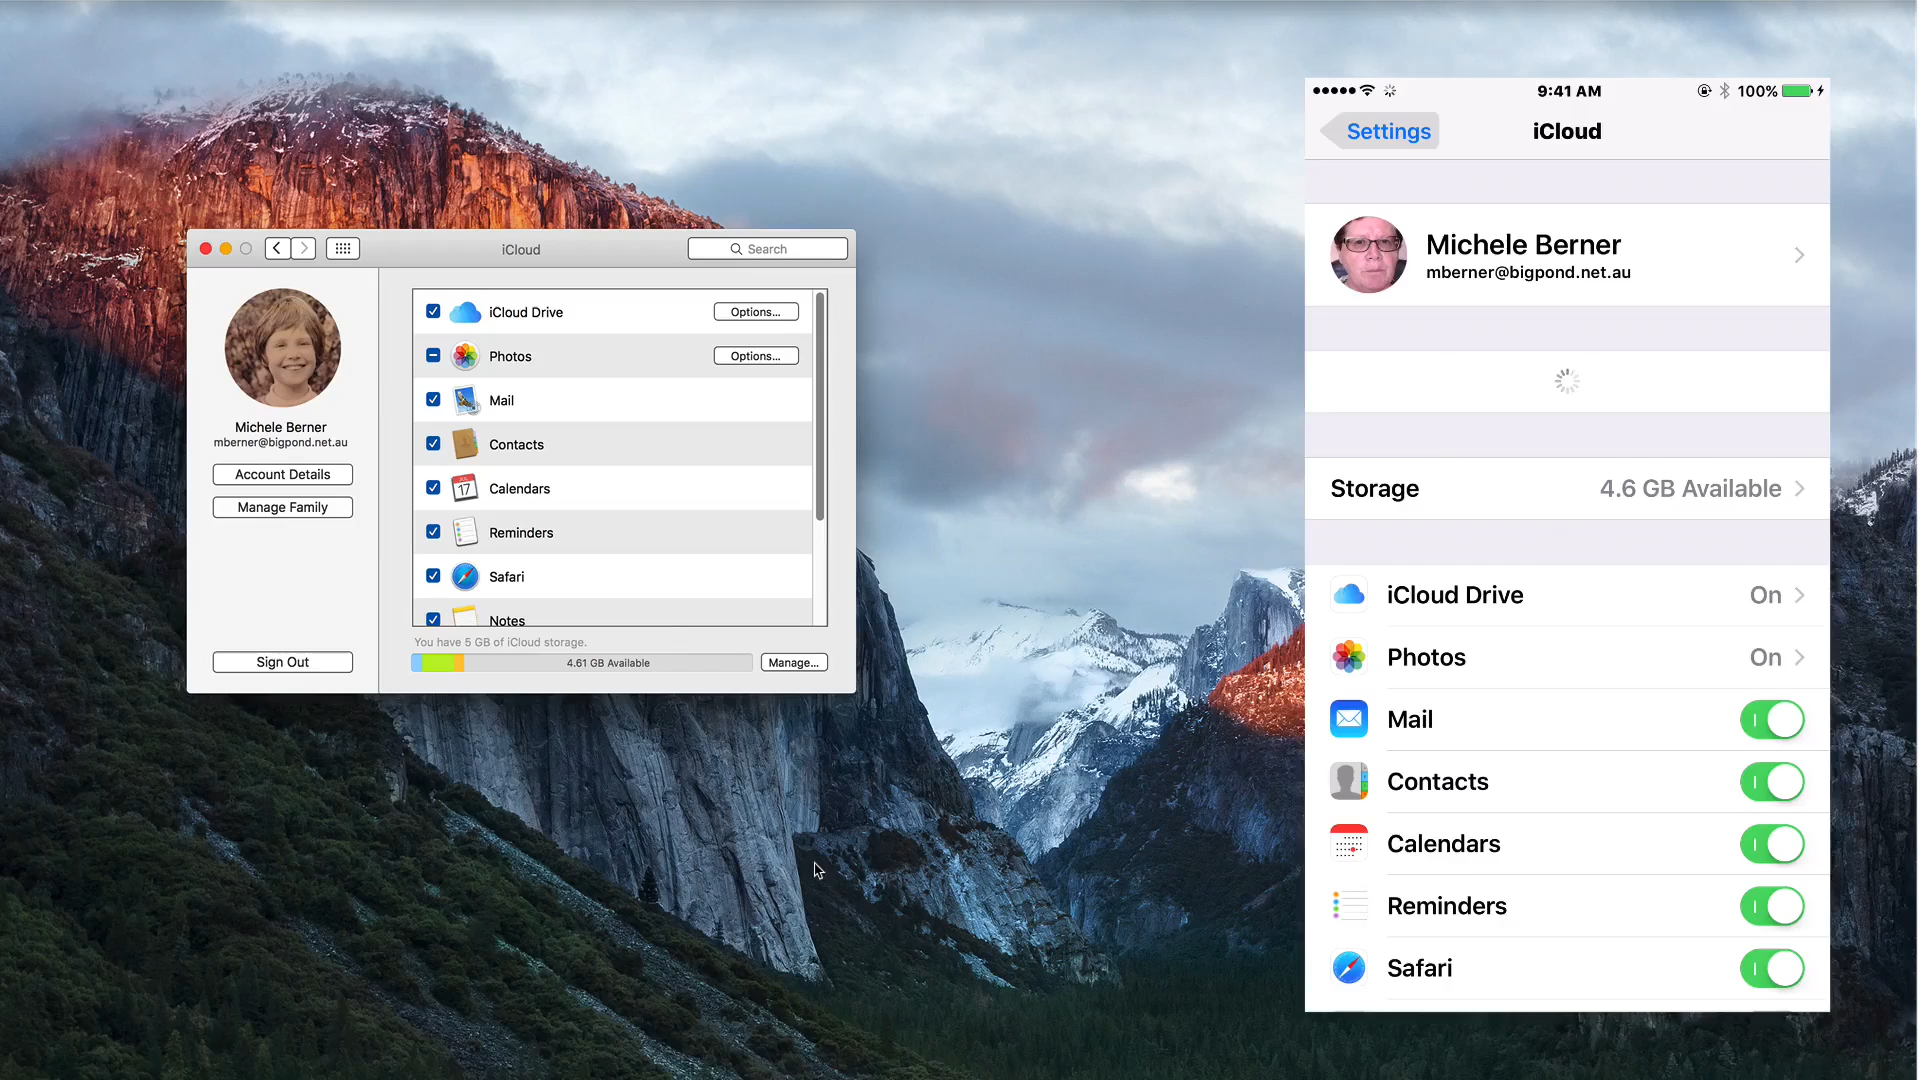 iCloud
Search
iCloud Drive
Options...
Photos
Options...
Mail
Contacts
JUL
17
Calendars
Reminders
Safari
Notes
Michele Berner
mberner@bigpond.net.au
Account Details
Manage Family
Sign Out
You have 5 GB of iCloud storage.
4.61 GB Available
Manage...
9:41 AM
100%
Settings
iCloud
Michele Berner
mberner@bigpond.net.au
Storage
4.6 GB Available
iCloud Drive
On
Photos
On
Mail
Contacts
Calendars
Reminders
Safari